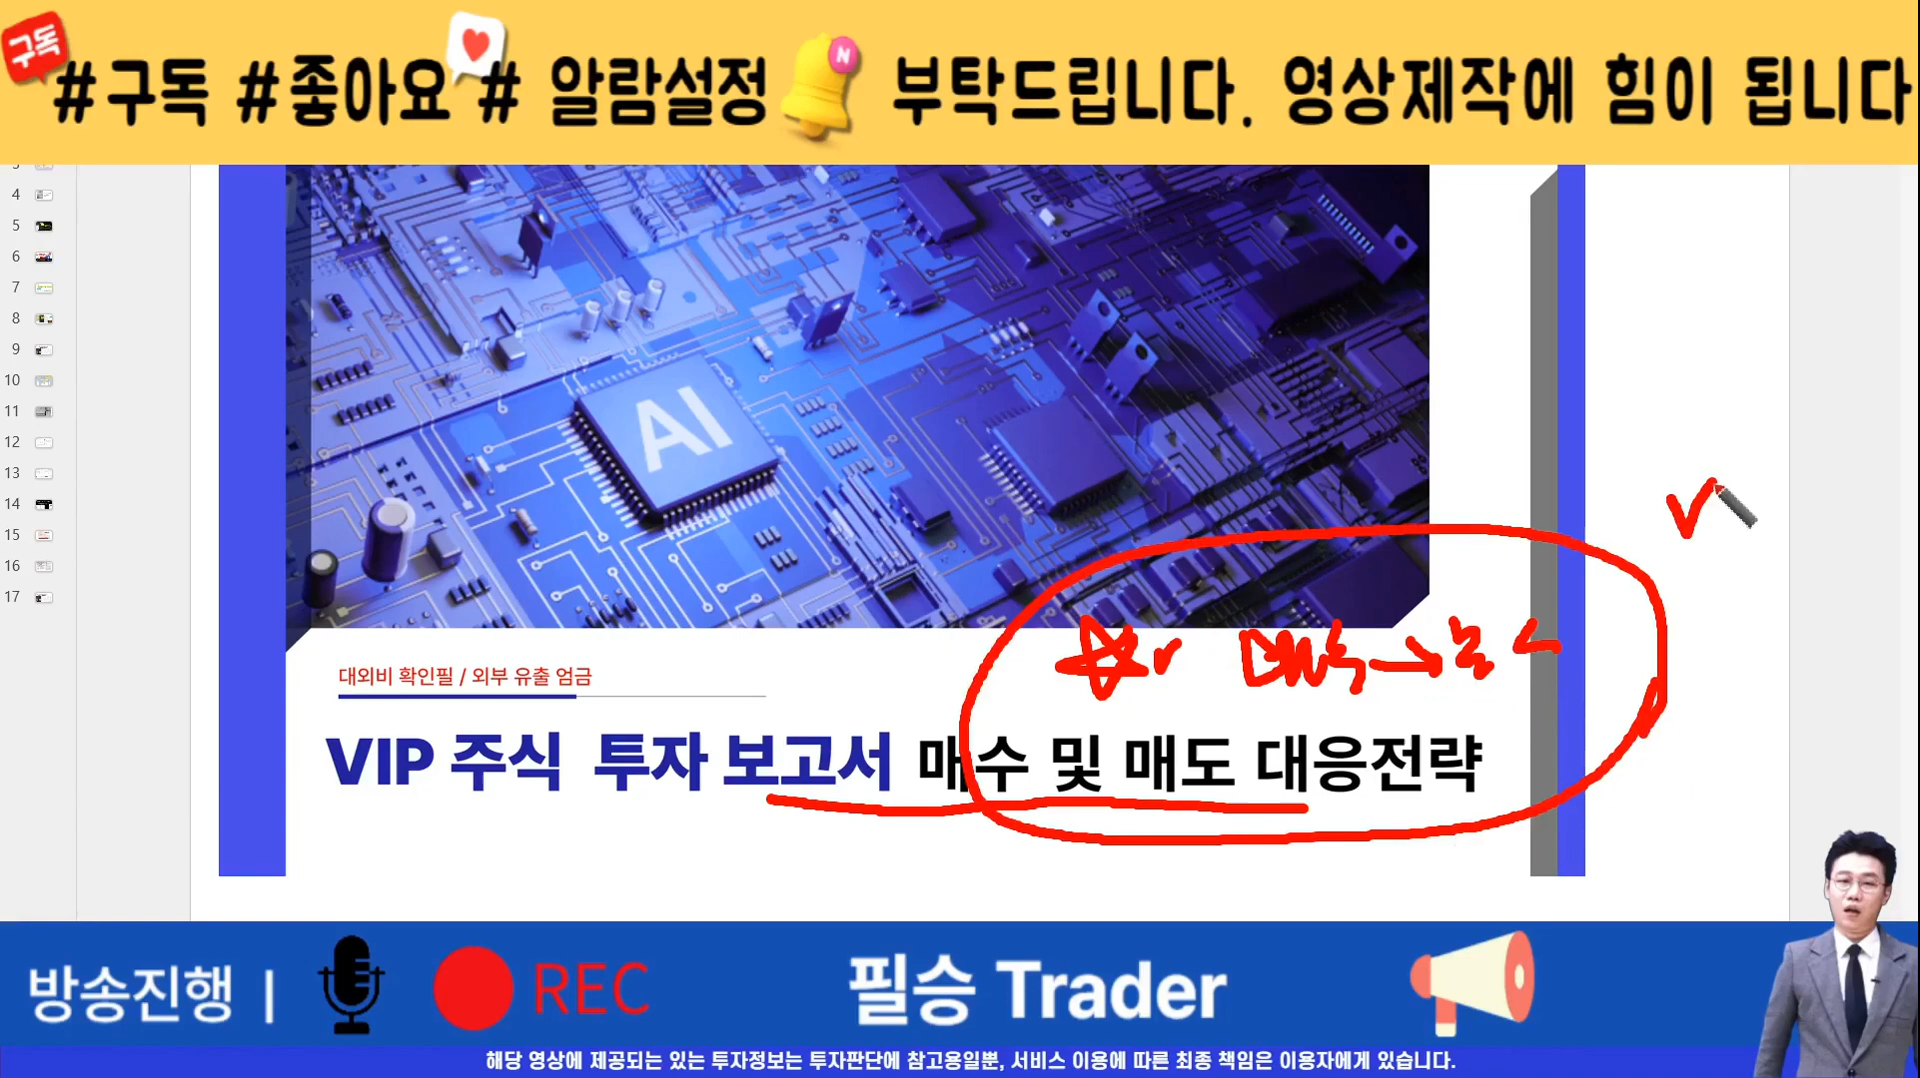 구독
#구독 #좋아요 # 알람설정 N 부탁드립니다. 영상제작에 힘이 됩니다
4
5
6
7
8
9
10
11
12
13
14
15
16
17
AI
대외비 확인필 / 외부 유출 엄금
VIP 주식 투자 보고서 매수 및 매도 대응전략
방송진행 | REC 필승 Trader
해당 영상에 제공되는 있는 투자정보는 투자판단에 참고용일뿐, 서비스 이용에 따른 최종 책임은 이용자에게 있습니다.